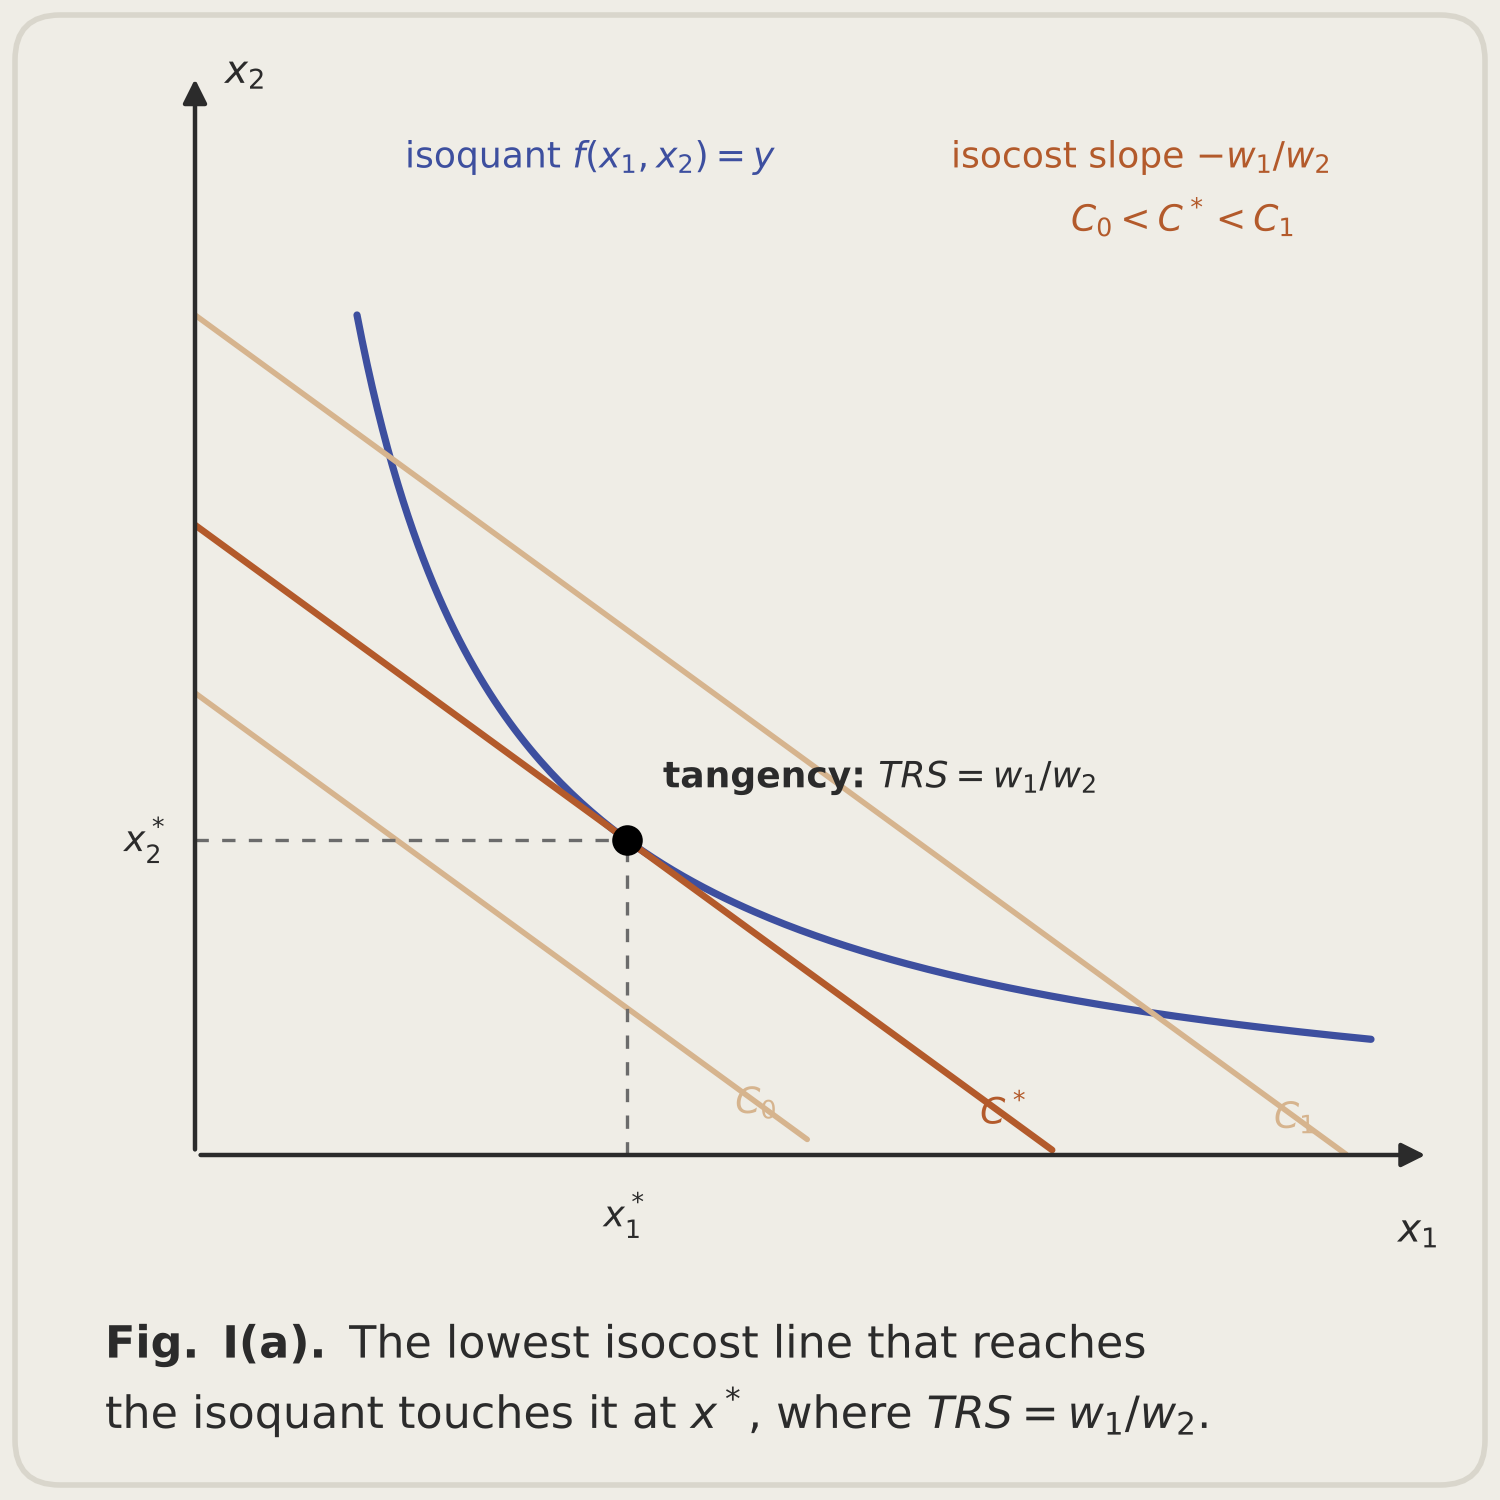 x₂
isoquant f(x₁, x₂) = y
isocost slope −w₁/w₂
C₀ < C* < C₁
tangency: TRS = w₁/w₂
x₂*
C₀
C*
C₁
x₁*
x₁
Fig. I(a). The lowest isocost line that reaches
the isoquant touches it at x*, where TRS = w₁/w₂.